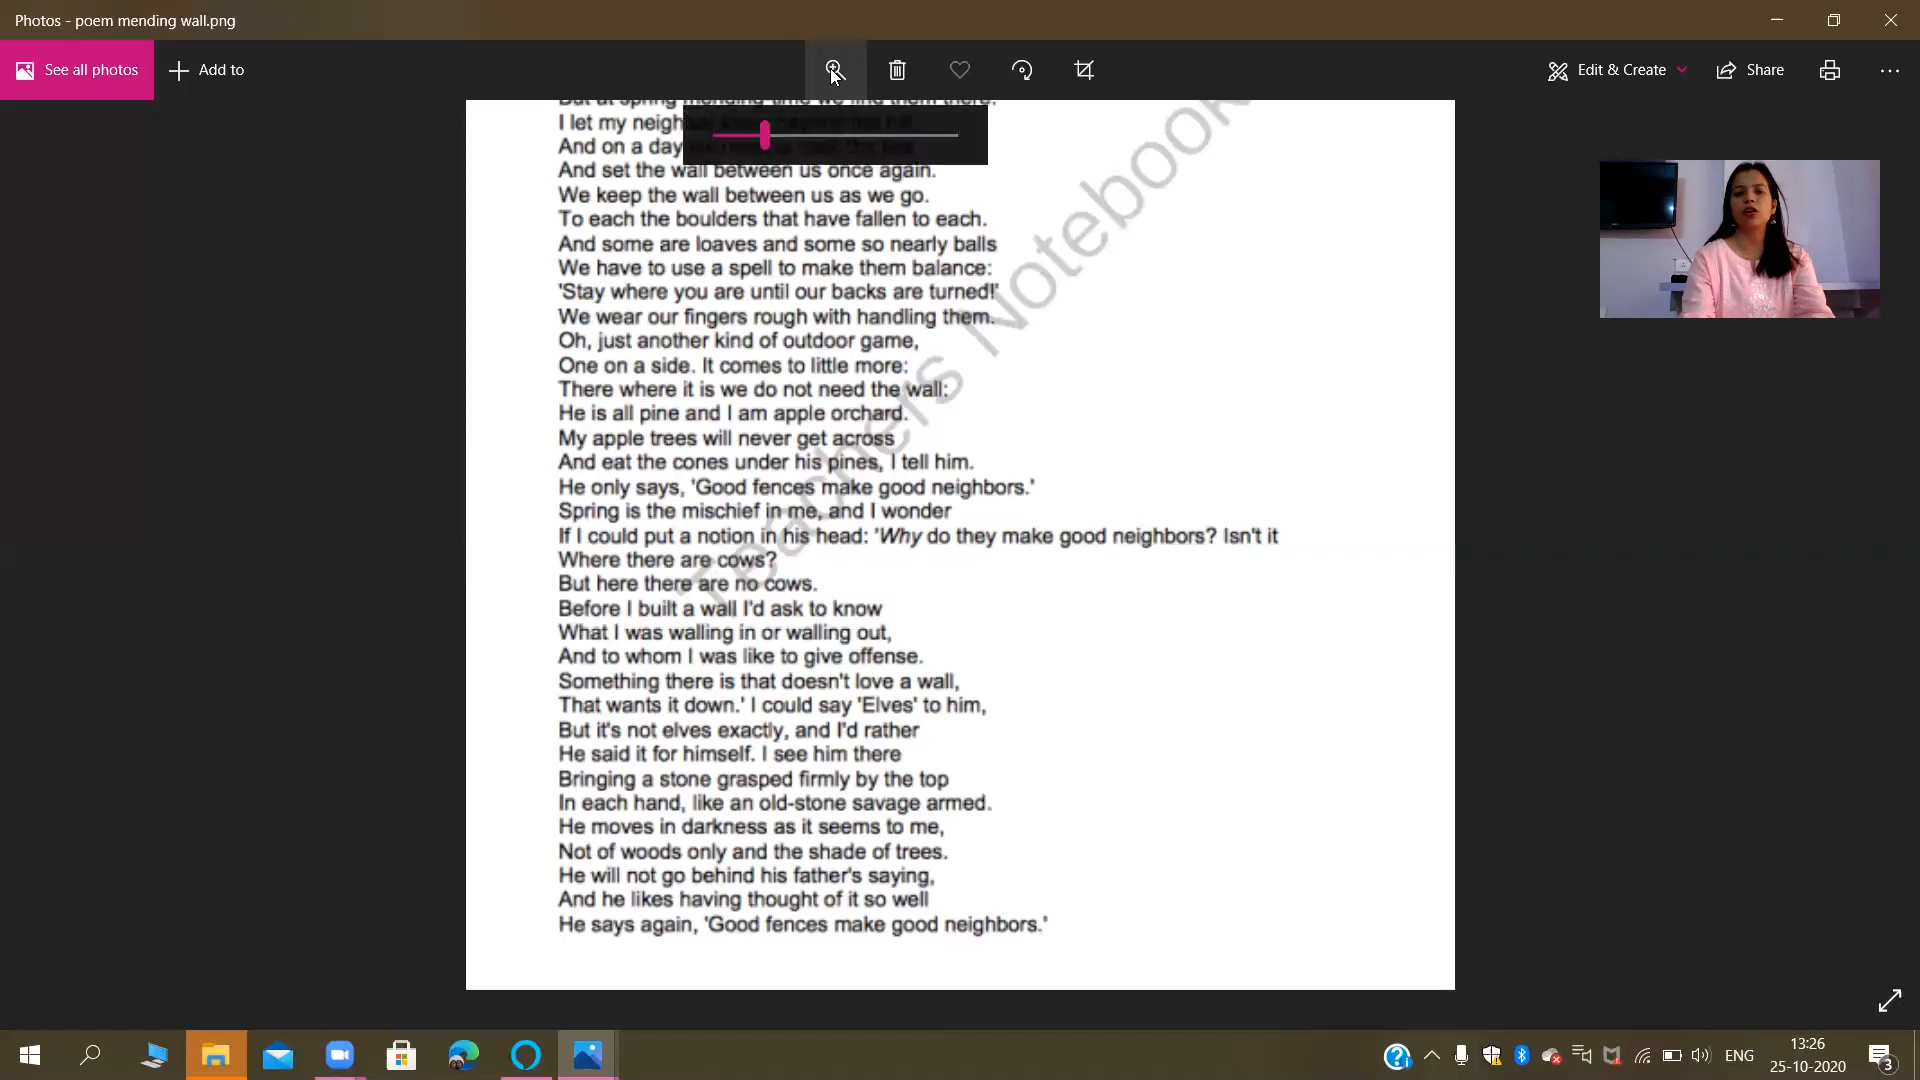 Photos - poem mending wall.png
See all photos
Add to
Edit & Create
Share
But at spring mending-time we find them there.
I let my neigh
And on a day
And set the wall between us once again.
We keep the wall between us as we go.
To each the boulders that have fallen to each.
And some are loaves and some so nearly balls
We have to use a spell to make them balance:
'Stay where you are until our backs are turned!'
We wear our fingers rough with handling them.
Oh, just another kind of outdoor game,
One on a side. It comes to little more:
There where it is we do not need the wall:
He is all pine and I am apple orchard.
My apple trees will never get across
And eat the cones under his pines, I tell him.
He only says, 'Good fences make good neighbors.'
Spring is the mischief in me, and I wonder
If I could put a notion in his head: 'Why do they make good neighbors? Isn't it
Where there are cows?
But here there are no cows.
Before I built a wall I'd ask to know
What I was walling in or walling out,
And to whom I was like to give offense.
Something there is that doesn't love a wall,
That wants it down.' I could say 'Elves' to him,
But it's not elves exactly, and I'd rather
He said it for himself. I see him there
Bringing a stone grasped firmly by the top
In each hand, like an old-stone savage armed.
He moves in darkness as it seems to me,
Not of woods only and the shade of trees.
He will not go behind his father's saying,
And he likes having thought of it so well
He says again, 'Good fences make good neighbors.'
Teachers Notebook
ENG
13:26
25-10-2020
3